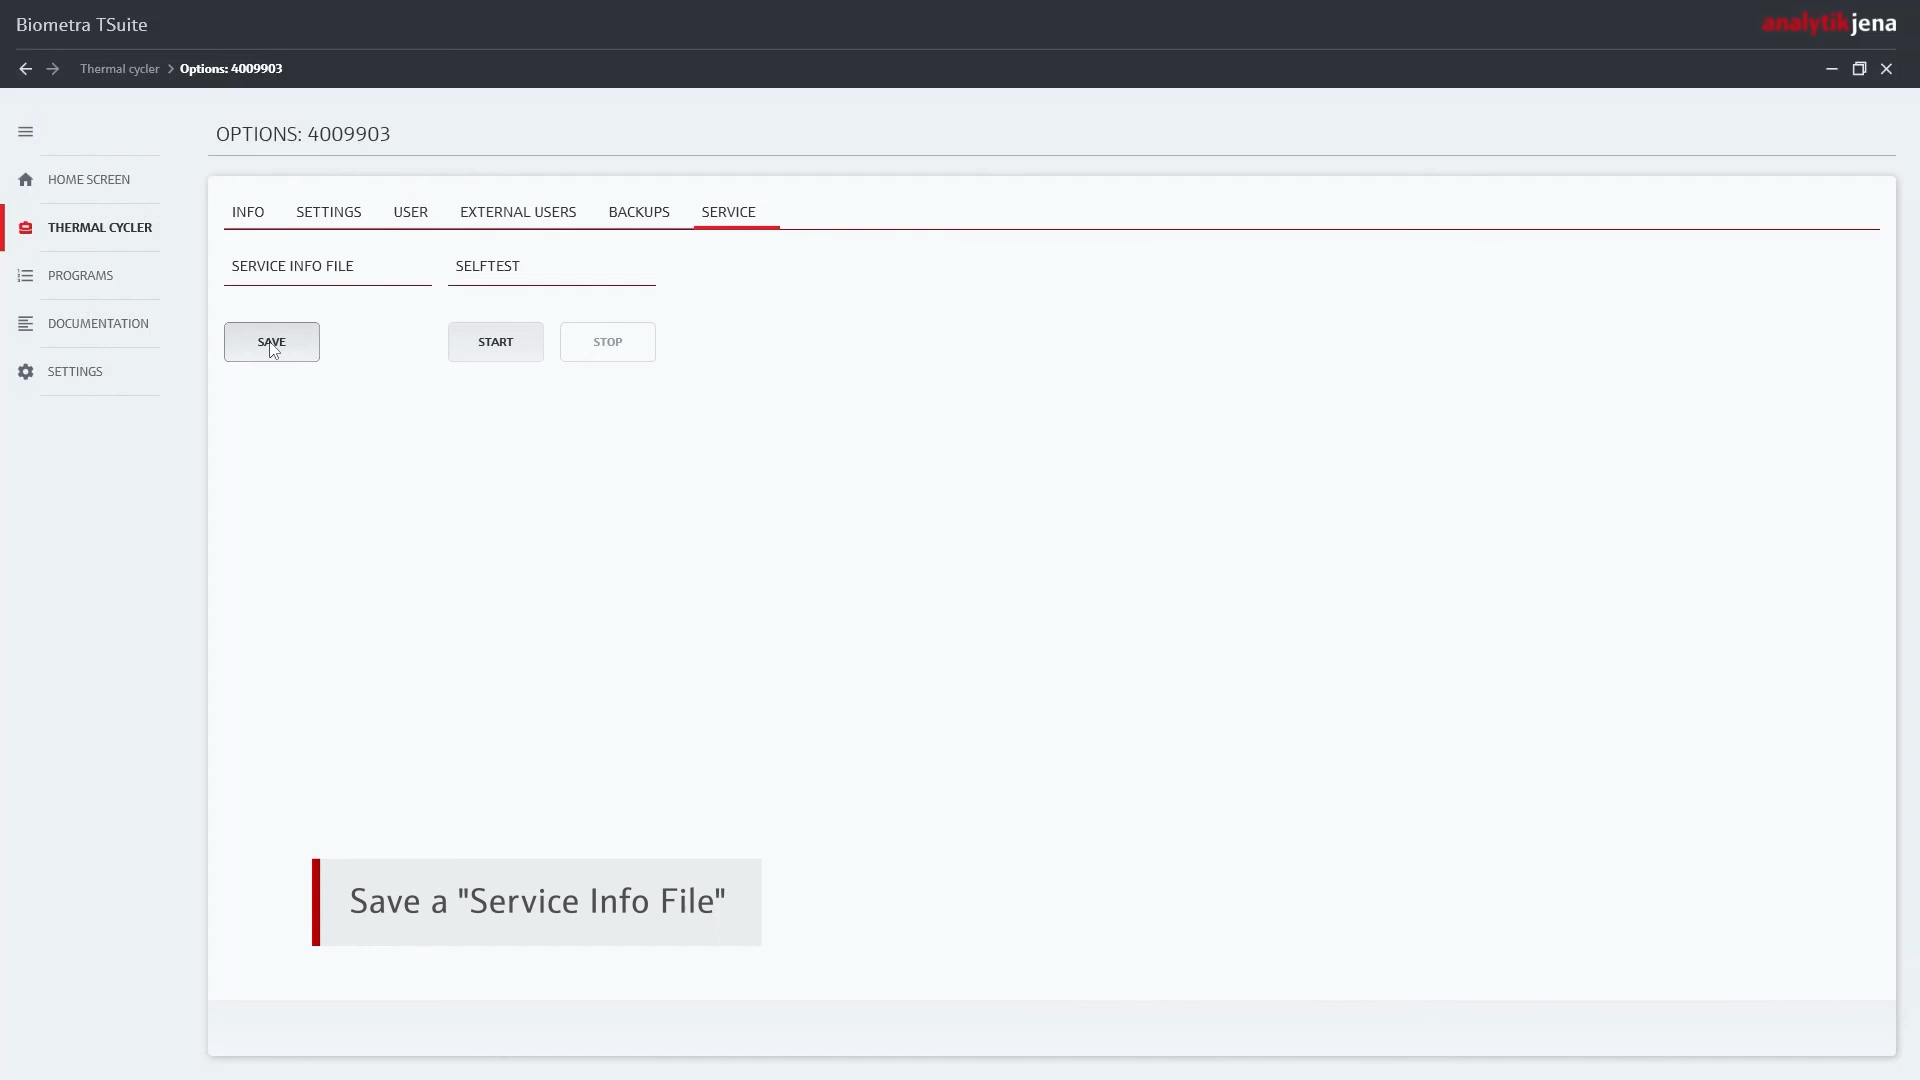 Biometra TSuite
analytikjena
Thermal cycler > Options: 4009903
OPTIONS: 4009903
HOME SCREEN
THERMAL CYCLER
PROGRAMS
DOCUMENTATION
SETTINGS
INFO SETTINGS USER EXTERNAL USERS BACKUPS SERVICE
SERVICE INFO FILE SELFTEST
SAVE START STOP
Save a "Service Info File"